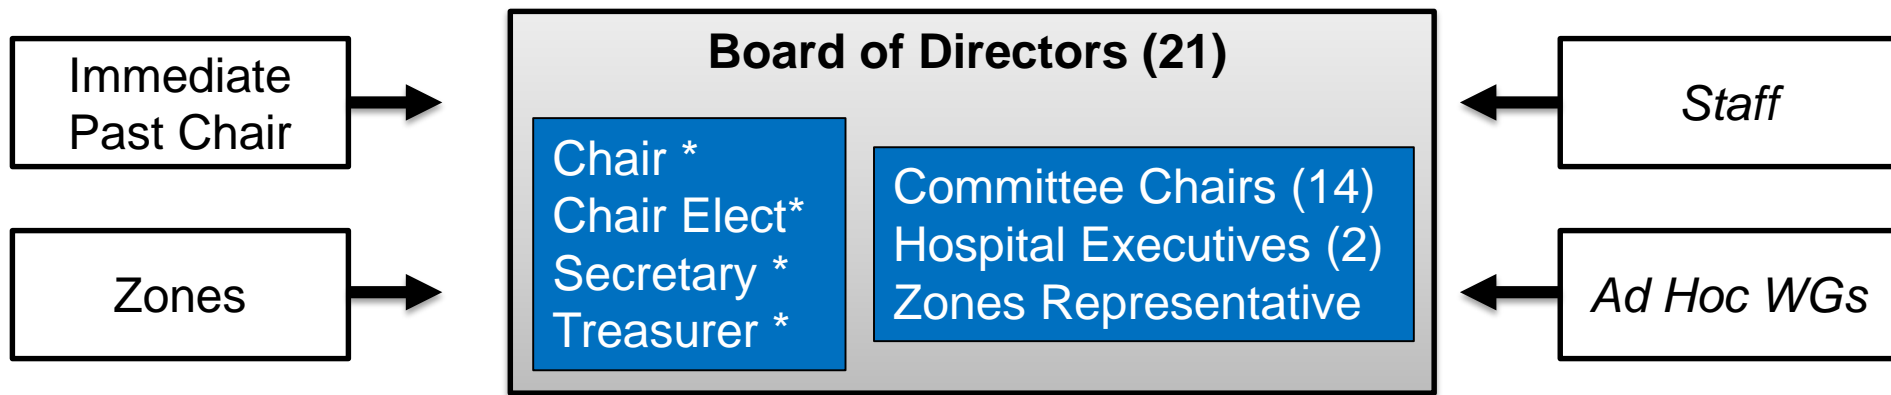 Immediate
Past Chair
Zones
Board of Directors (21)
Chair *
Chair Elect*
Secretary *
Treasurer *
Committee Chairs (14)
Hospital Executives (2)
Zones Representative
Staff
Ad Hoc WGs